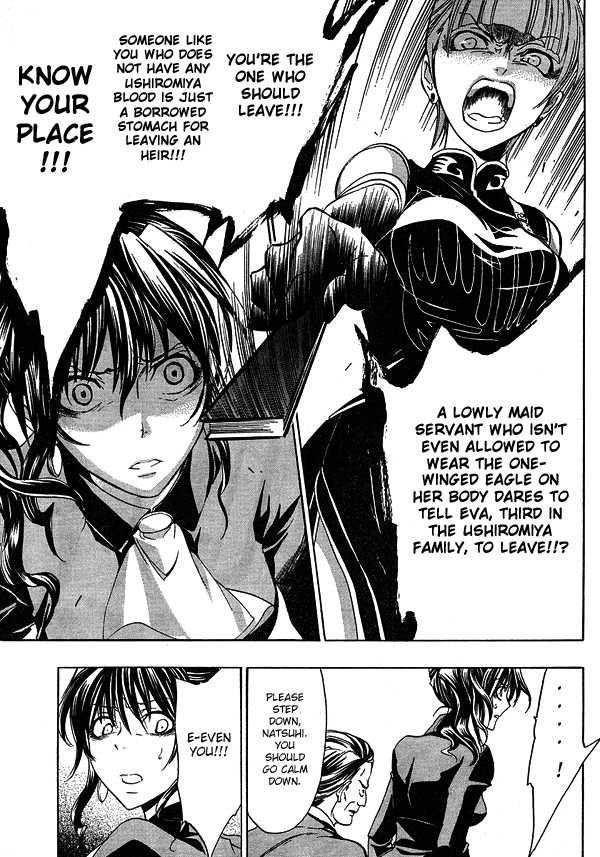 YOU'RE THE
ONE WHO
SHOULD
LEAVE!!!
SOMEONE LIKE
YOU WHO DOES
NOT HAVE ANY
USHIROMIYA
BLOOD IS JUST
A BORROWED
STOMACH FOR
LEAVING AN
HEIR!!!
KNOW
YOUR
PLACE
!!!
A LOWLY MAID
SERVANT WHO ISN'T
EVEN ALLOWED TO
WEAR THE ONE-
WINGED EAGLE ON
HER BODY DARES TO
TELL EVA, THIRD IN
THE USHIROMIYA
FAMILY, TO LEAVE!!?
.....!
PLEASE
STEP
DOWN,
NATSUHI.
YOU
SHOULD
GO CALM
DOWN.
E-EVEN
YOU!!!